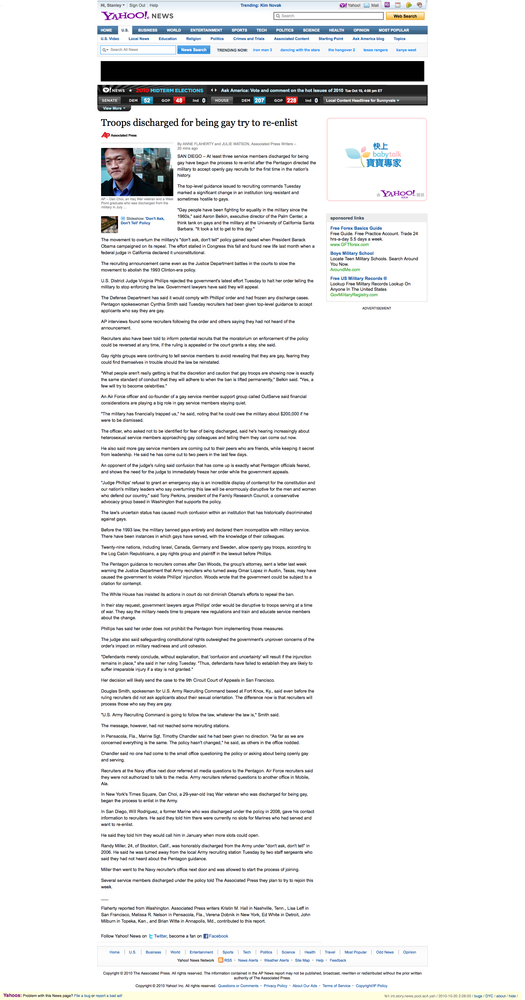 Hi, Stanley Sign Out Help Trending: Kim Novak Yahoo! Mail My
YAHOO! NEWS Search Web Search
HOME U.S. BUSINESS WORLD ENTERTAINMENT SPORTS TECH POLITICS SCIENCE HEALTH OPINION MOST POPULAR
U.S. Video Local News Education Religion Politics Crimes and Trials Associated Content Starting Point Ask America blog Topics
Search All News News Search TRENDING NOW: iron man 3 dancing with the stars the hangover 2 texas rangers kanye west
Y! NEWS ★ 2010 MIDTERM ELECTIONS Ask America: Vote and comment on the hot issues of 2010 Tue Oct 19, 4:00 pm ET
SENATE DEM 52 GOP 48 Ind 0 HOUSE DEM 207 GOP 228 Ind 0 Local Content Headlines for Sunnyvale
View More
Troops discharged for being gay try to re-enlist
AP Associated Press
By ANNE FLAHERTY and JULIE WATSON, Associated Press Writers –
20 mins ago
AP – Dan Choi, an Iraq War veteran and a West
Point graduate who was discharged from the
military in July ...
Slideshow: 'Don't Ask,
Don't Tell' Policy
SAN DIEGO – At least three service members discharged for being
gay have begun the process to re-enlist after the Pentagon directed the
military to accept openly gay recruits for the first time in the nation's
history.
The top-level guidance issued to recruiting commands Tuesday
marked a significant change in an institution long resistant and
sometimes hostile to gays.
"Gay people have been fighting for equality in the military since the
1960s," said Aaron Belkin, executive director of the Palm Center, a
think tank on gays and the military at the University of California Santa
Barbara. "It took a lot to get to this day."
The movement to overturn the military's "don't ask, don't tell" policy gained speed when President Barack
Obama campaigned on its repeal. The effort stalled in Congress this fall and found new life last month when a
federal judge in California declared it unconstitutional.
The recruiting announcement came even as the Justice Department battles in the courts to slow the
movement to abolish the 1993 Clinton-era policy.
U.S. District Judge Virginia Phillips rejected the government's latest effort Tuesday to halt her order telling the
military to stop enforcing the law. Government lawyers have said they will appeal.
The Defense Department has said it would comply with Phillips' order and had frozen any discharge cases.
Pentagon spokeswoman Cynthia Smith said Tuesday recruiters had been given top-level guidance to accept
applicants who say they are gay.
AP interviews found some recruiters following the order and others saying they had not heard of the
announcement.
Recruiters also have been told to inform potential recruits that the moratorium on enforcement of the policy
could be reversed at any time, if the ruling is appealed or the court grants a stay, she said.
Gay rights groups were continuing to tell service members to avoid revealing that they are gay, fearing they
could find themselves in trouble should the law be reinstated.
"What people aren't really getting is that the discretion and caution that gay troops are showing now is exactly
the same standard of conduct that they will adhere to when the ban is lifted permanently," Belkin said. "Yes, a
few will try to become celebrities."
An Air Force officer and co-founder of a gay service member support group called OutServe said financial
considerations are playing a big role in gay service members staying quiet.
"The military has financially trapped us," he said, noting that he could owe the military about $200,000 if he
were to be dismissed.
The officer, who asked not to be identified for fear of being discharged, said he's hearing increasingly about
heterosexual service members approaching gay colleagues and telling them they can come out now.
He also said more gay service members are coming out to their peers who are friends, while keeping it secret
from leadership. He said he has come out to two peers in the last few days.
An opponent of the judge's ruling said confusion that has come up is exactly what Pentagon officials feared,
and shows the need for the judge to immediately freeze her order while the government appeals.
"Judge Phillips' refusal to grant an emergency stay is an incredible display of contempt for the constitution and
our nation's military leaders who say overturning this law will be enormously disruptive for the men and women
who defend our country," said Tony Perkins, president of the Family Research Council, a conservative
advocacy group based in Washington that supports the policy.
The law's uncertain status has caused much confusion within an institution that has historically discriminated
against gays.
Before the 1993 law, the military banned gays entirely and declared them incompatible with military service.
There have been instances in which gays have served, with the knowledge of their colleagues.
Twenty-nine nations, including Israel, Canada, Germany and Sweden, allow openly gay troops, according to
the Log Cabin Republicans, a gay rights group and plaintiff in the lawsuit before Phillips.
The Pentagon guidance to recruiters comes after Dan Woods, the group's attorney, sent a letter last week
warning the Justice Department that Army recruiters who turned away Omar Lopez in Austin, Texas, may have
caused the government to violate Phillips' injunction. Woods wrote that the government could be subject to a
citation for contempt.
The White House has insisted its actions in court do not diminish Obama's efforts to repeal the ban.
In their stay request, government lawyers argue Phillips' order would be disruptive to troops serving at a time
of war. They say the military needs time to prepare new regulations and train and educate service members
about the change.
Phillips has said her order does not prohibit the Pentagon from implementing those measures.
The judge also said safeguarding constitutional rights outweighed the government's unproven concerns of the
order's impact on military readiness and unit cohesion.
"Defendants merely conclude, without explanation, that 'confusion and uncertainty' will result if the injunction
remains in place," she said in her ruling Tuesday. "Thus, defendants have failed to establish they are likely to
suffer irreparable injury if a stay is not granted."
Her decision will likely send the case to the 9th Circuit Court of Appeals in San Francisco.
Douglas Smith, spokesman for U.S. Army Recruiting Command based at Fort Knox, Ky., said even before the
ruling recruiters did not ask applicants about their sexual orientation. The difference now is that recruiters will
process those who say they are gay.
"U.S. Army Recruiting Command is going to follow the law, whatever the law is," Smith said.
The message, however, had not reached some recruiting stations.
In Pensacola, Fla., Marine Sgt. Timothy Chandler said he had been given no direction. "As far as we are
concerned everything is the same. The policy hasn't changed," he said, as others in the office nodded.
Chandler said no one had come to the small office questioning the policy or asking about being openly gay
and serving.
Recruiters at the Navy office next door referred all media questions to the Pentagon. Air Force recruiters said
they were not authorized to talk to the media. Army recruiters referred questions to another office in Mobile,
Ala.
In New York's Times Square, Dan Choi, a 29-year-old Iraq War veteran who was discharged for being gay,
began the process to enlist in the Army.
In San Diego, Will Rodriguez, a former Marine who was discharged under the policy in 2008, gave his contact
information to recruiters. He said they told him there were currently no slots for Marines who had served and
want to re-enlist.
He said they told him they would call him in January when more slots could open.
Randy Miller, 24, of Stockton, Calif., was honorably discharged from the Army under "don't ask, don't tell" in
2006. He said he was turned away from the local Army recruiting station Tuesday by two staff sergeants who
said they had not heard about the Pentagon guidance.
Miller then went to the Navy recruiter's office next door and was allowed to start the process of joining.
Several service members discharged under the policy told The Associated Press they plan to try to rejoin this
week.
___
Flaherty reported from Washington. Associated Press writers Kristin M. Hall in Nashville, Tenn., Lisa Leff in
San Francisco, Melissa R. Nelson in Pensacola, Fla., Verena Dobnik in New York, Ed White in Detroit, John
Milburn in Topeka, Kan., and Brian Witte in Annapolis, Md., contributed to this report.
Follow Yahoo! News on Twitter, become a fan on Facebook
快上
babytalk
寶寶專家
由 YAHOO! ASIA 提供
sponsored links
Free Forex Basics Guide
Free Guide. Free Practice Account. Trade 24
hrs-a-day 5.5 days a week.
www.GFTforex.com
Boys Military School
Locate Teen Military Schools. Search Around
You Now.
AroundMe.com
Free US Military Records ®
Lookup Free Military Records Lookup On
Anyone In The United States
GovMilitaryRegistry.com
ADVERTISEMENT
Home U.S. Business World Entertainment Sports Tech Politics Science Health Travel Most Popular Odd News Opinion
Yahoo! News Network RSS • News Alerts • Weather Alerts • Site Map • Help • Feedback
Copyright © 2010 The Associated Press. All rights reserved. The information contained in the AP News report may not be published, broadcast, rewritten or redistributed without the prior written
authority of The Associated Press.
Copyright © 2010 Yahoo! Inc. All rights reserved. Questions or Comments • Privacy Policy • About Our Ads • Terms of Service • Copyright/IP Policy
Yahoos: Problem with this News page? File a bug or report a bad ad! fe1.int.story.news.pool.ac4.yah / 2010-10-20 2:28:03 / bugs / DYC / about / hide /